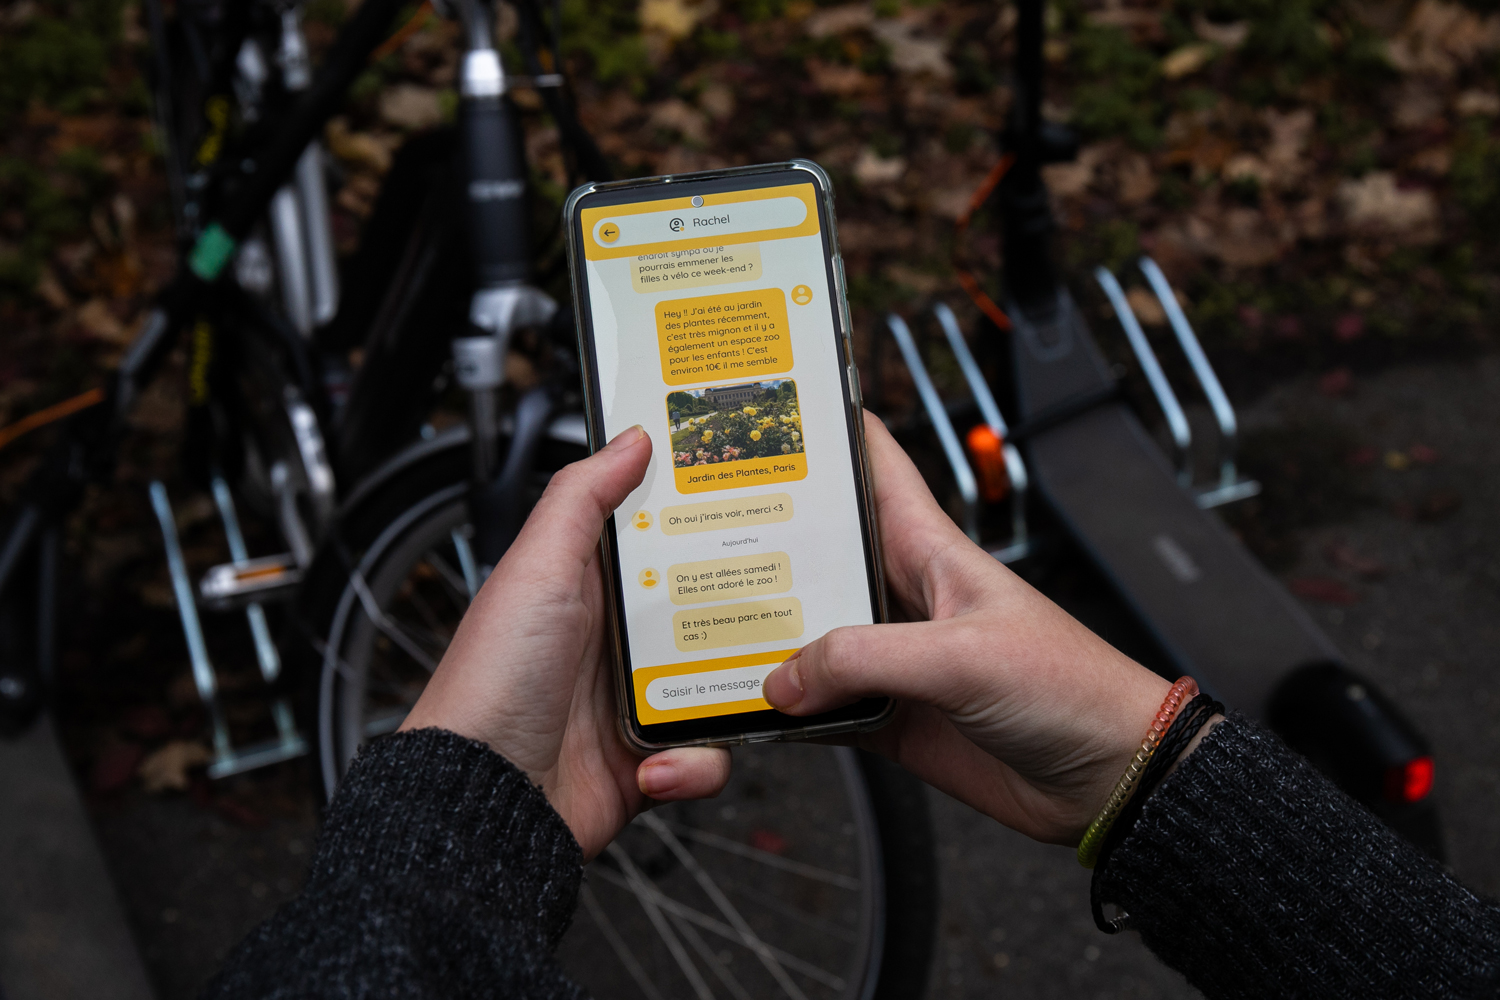 Rachel
endroit sympa où je
pourrais emmener les
filles à vélo ce week-end ?
Hey !! J'ai été au jardin
des plantes récemment,
c'est très mignon et il y a
également un espace zoo
pour les enfants ! C'est
environ 10€ il me semble
Jardin des Plantes, Paris
Oh oui j'irais voir, merci <3
Aujourd'hui
On y est allées samedi !
Elles ont adoré le zoo !
Et très beau parc en tout
cas :)
Saisir le message.